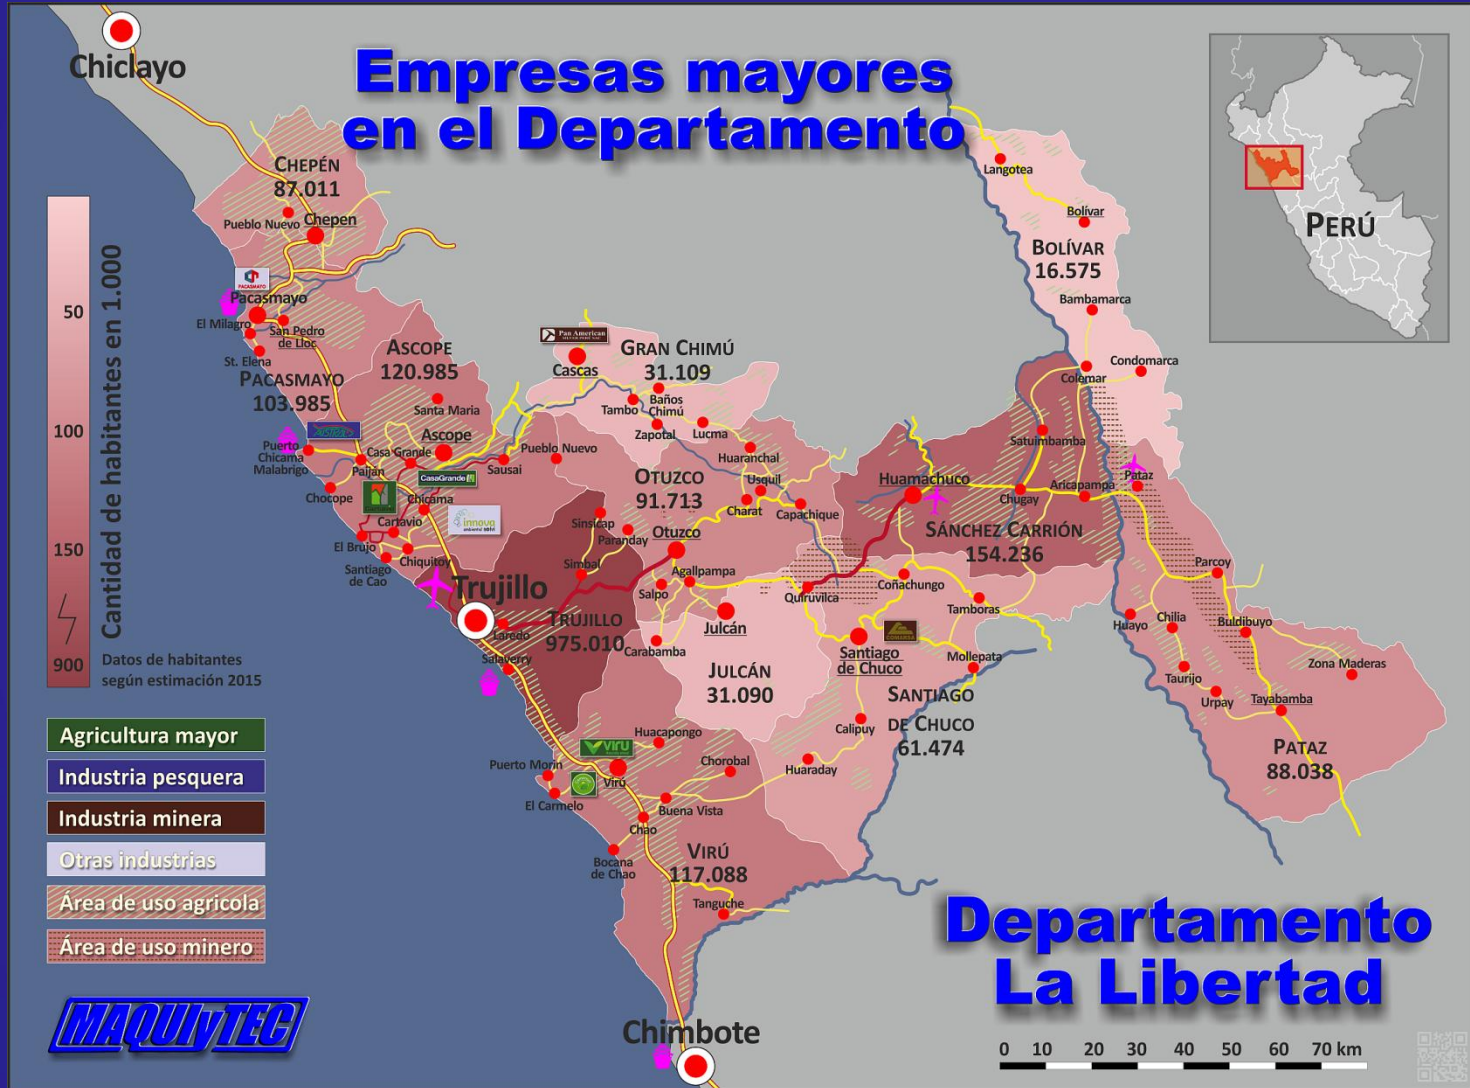 Chiclayo
Empresas mayores
en el Departamento
CHEPÉN
87.011
Pueblo Nuevo
Chepen
PACASMAYO
Pacasmayo
El Milagro
San Pedro
de Lloc
St. Elena
PACASMAYO
103.985
ASCOPE
120.985
Santa Maria
Ascope
Puerto
Chicama
Malabrigo
Casa Grande
Paiján
CasaGrande
Sausai
Pueblo Nuevo
Chocope
Chicama
Cartavio
innova
El Brujo
Chiquitoy
Santiago
de Cao
Pan American
Cascas
GRAN CHIMÚ
31.109
Tambo
Baños
Chimú
Zapotal
Lucma
Huaranchal
OTUZCO
91.713
Usquil
Charat
Capachique
Sinsicap
Paranday
Otuzco
Simbal
Agallpampa
Salpo
Trujillo
Laredo
TRUJILLO
975.010
Salaverry
Carabamba
Julcán
JULCÁN
31.090
Quiruvilca
Langotea
Bolívar
BOLÍVAR
16.575
Bambamarca
Condomarca
Colemar
Satuimbamba
Huamachuco
Chugay
Aricapampa
Pataz
SÁNCHEZ CARRIÓN
154.236
Coñachungo
Tamboras
COMARSA
Santiago
de Chuco
Mollepata
SANTIAGO
DE CHUCO
61.474
Calipuy
Huaraday
Parcoy
Huayo
Chilia
Buldibuyo
Zona Maderas
Taurijo
Urpay
Tayabamba
PATAZ
88.038
VIRU
Huacapongo
Puerto Morin
Virú
Chorobal
El Carmelo
Buena Vista
Chao
Bocana
de Chao
VIRÚ
117.088
Tanguche
Chimbote
PERÚ
Cantidad de habitantes en 1.000
50
100
150
900
Datos de habitantes
según estimación 2015
Agricultura mayor
Industria pesquera
Industria minera
Otras industrias
Área de uso agricola
Área de uso minero
MAQUIyTEC
Departamento
La Libertad
0 10 20 30 40 50 60 70 km